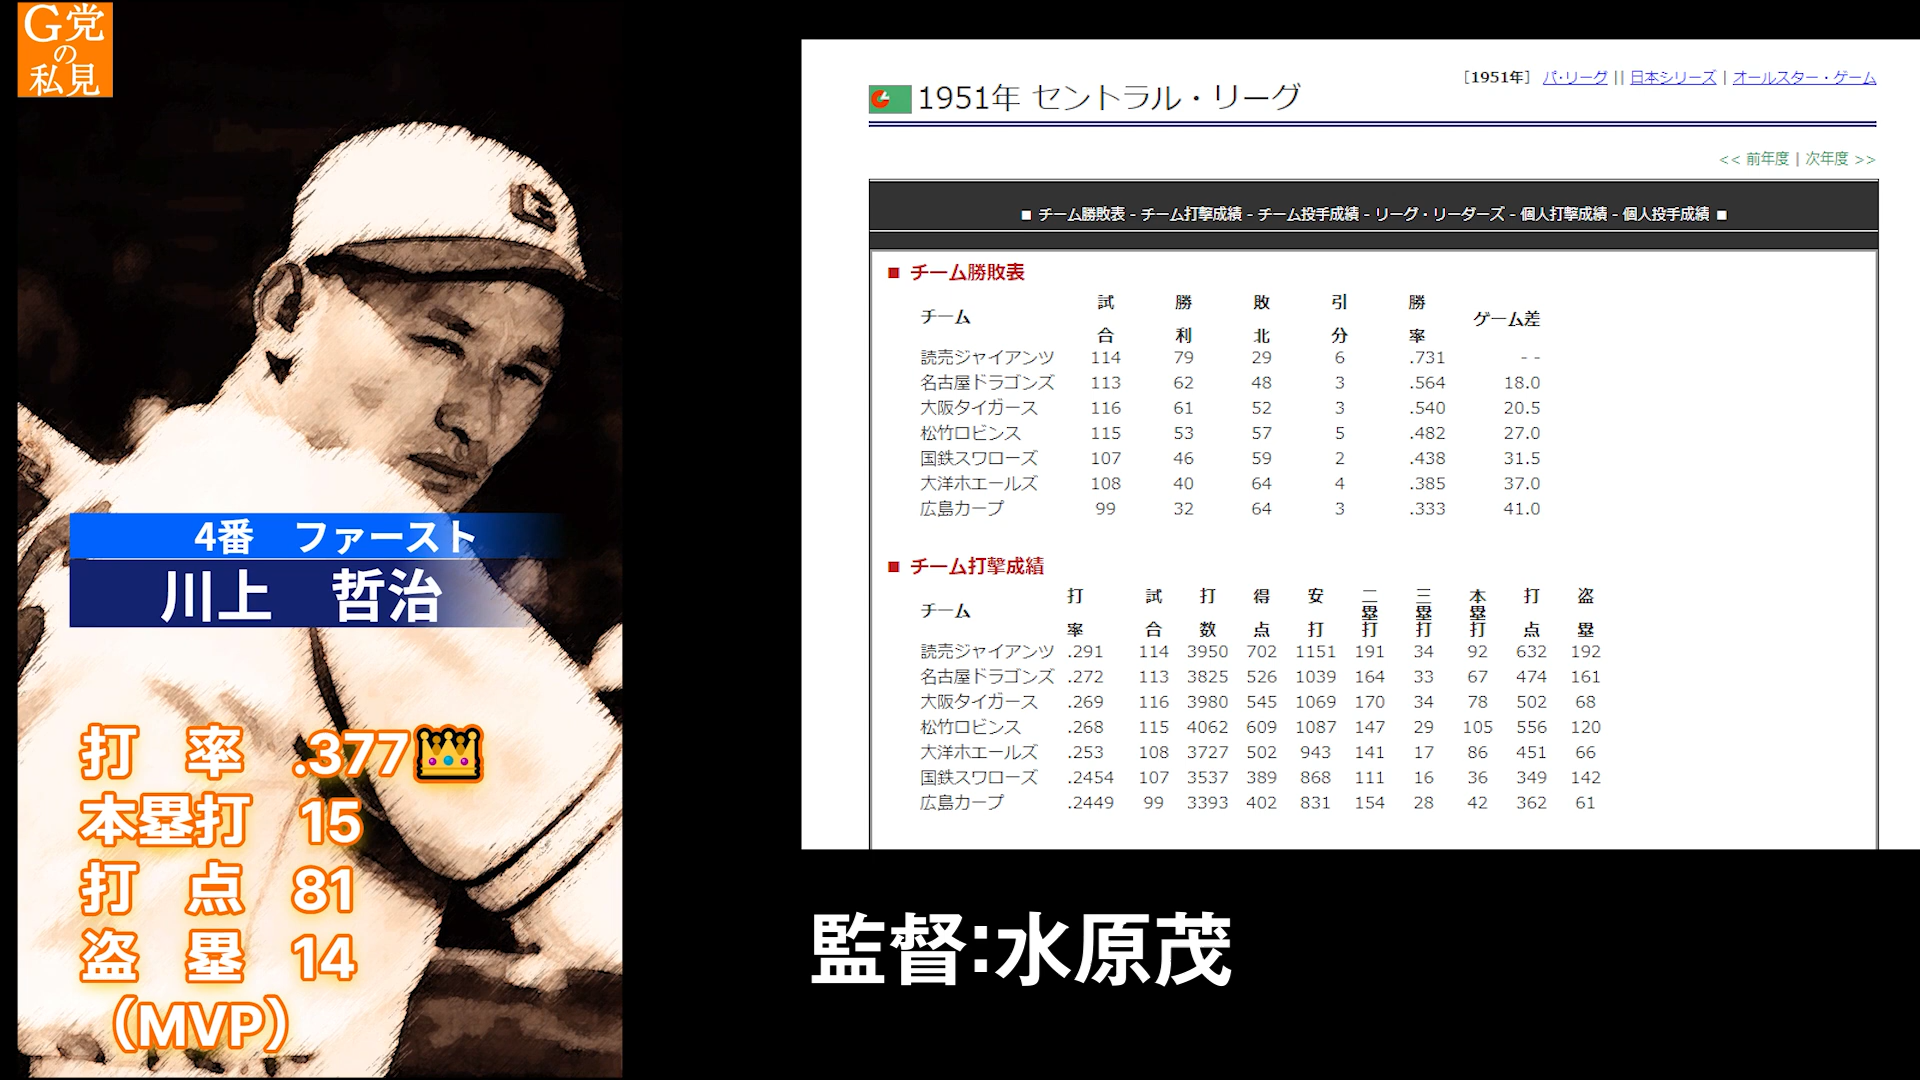 G党
の
私見
4番 ファースト
川上 哲治
打 率 .377
本塁打 15
打 点 81
盗 塁 14
(MVP)
[1951年] パ・リーグ || 日本シリーズ | オールスター・ゲーム
1951年 セントラル・リーグ
<< 前年度 | 次年度 >>
■ チーム勝敗表 - チーム打撃成績 - チーム投手成績 - リーグ・リーダーズ - 個人打撃成績 - 個人投手成績 ■
■ チーム勝敗表
チーム 試合 勝利 敗北 引分 勝率 ゲーム差
読売ジャイアンツ 114 79 29 6 .731 - -
名古屋ドラゴンズ 113 62 48 3 .564 18.0
大阪タイガース 116 61 52 3 .540 20.5
松竹ロビンス 115 53 57 5 .482 27.0
国鉄スワローズ 107 46 59 2 .438 31.5
大洋ホエールズ 108 40 64 4 .385 37.0
広島カープ 99 32 64 3 .333 41.0
■ チーム打撃成績
チーム 打率 試合 打数 得点 安打 二塁打 三塁打 本塁打 打点 盗塁
読売ジャイアンツ .291 114 3950 702 1151 191 34 92 632 192
名古屋ドラゴンズ .272 113 3825 526 1039 164 33 67 474 161
大阪タイガース .269 116 3980 545 1069 170 34 78 502 68
松竹ロビンス .268 115 4062 609 1087 147 29 105 556 120
大洋ホエールズ .253 108 3727 502 943 141 17 86 451 66
国鉄スワローズ .2454 107 3537 389 868 111 16 36 349 142
広島カープ .2449 99 3393 402 831 154 28 42 362 61
監督:水原茂